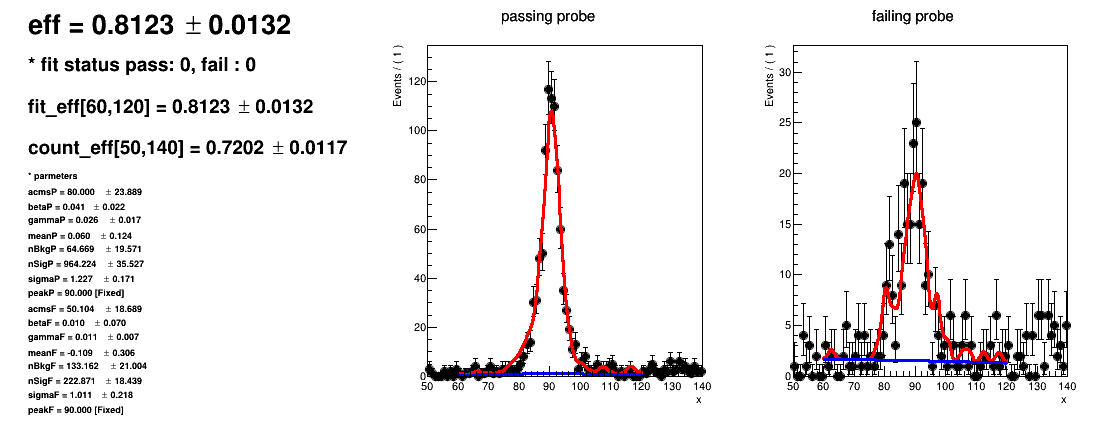 eff = 0.8123 ± 0.0132
* fit status pass: 0, fail : 0
fit_eff[60,120] = 0.8123 ± 0.0132
count_eff[50,140] = 0.7202 ± 0.0117
* parmeters
acmsP = 80.000 ± 23.889
betaP = 0.041 ± 0.022
gammaP = 0.026 ± 0.017
meanP = 0.060 ± 0.124
nBkgP = 64.669 ± 19.571
nSigP = 964.224 ± 35.527
sigmaP = 1.227 ± 0.171
peakP = 90.000 [Fixed]
acmsF = 50.104 ± 18.689
betaF = 0.010 ± 0.070
gammaF = 0.011 ± 0.007
meanF = -0.109 ± 0.306
nBkgF = 133.162 ± 21.004
nSigF = 222.871 ± 18.439
sigmaF = 1.011 ± 0.218
peakF = 90.000 [Fixed]
passing probe
Events / ( 1 )
120
100
80
60
40
20
0
50 60 70 80 90 100 110 120 130 140
x
failing probe
Events / ( 1 )
30
25
20
15
10
5
0
50 60 70 80 90 100 110 120 130 140
x